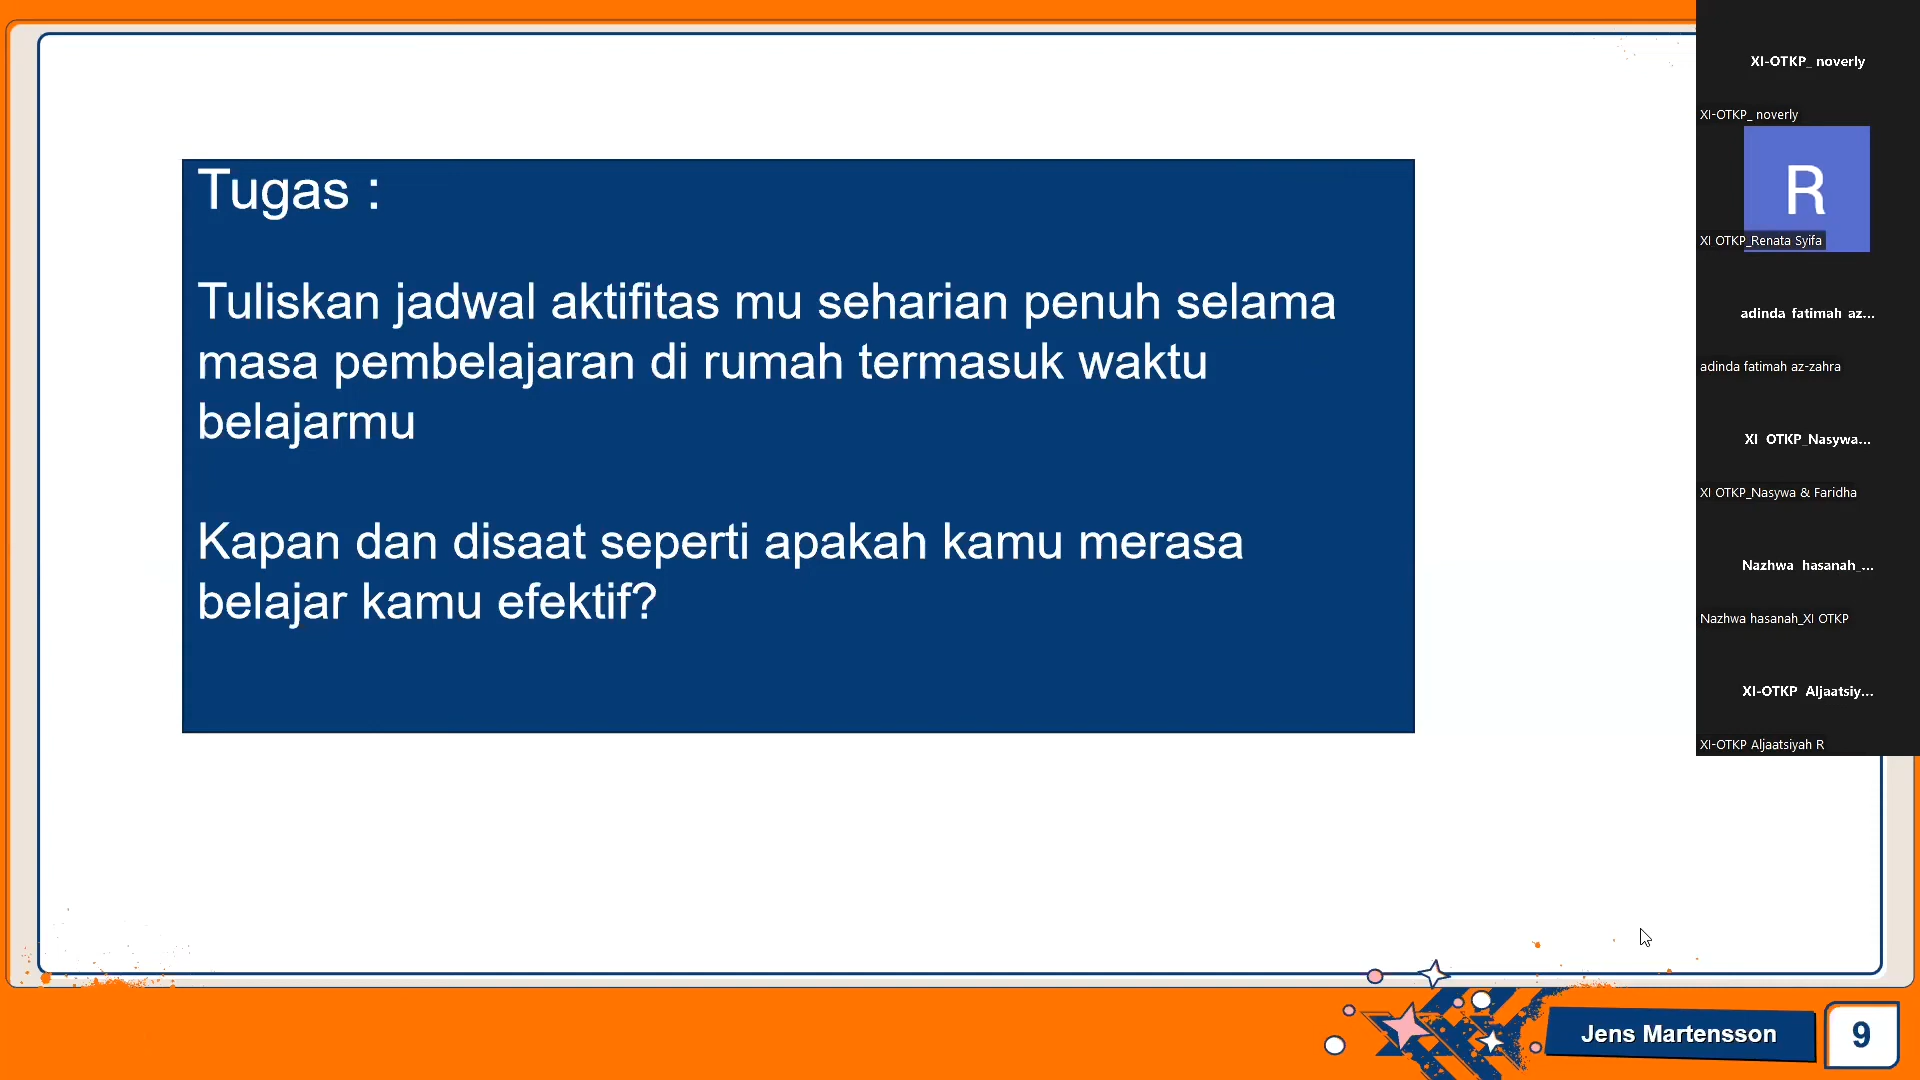 Tugas :
Tuliskan jadwal aktifitas mu seharian penuh selama
masa pembelajaran di rumah termasuk waktu
belajarmu
Kapan dan disaat seperti apakah kamu merasa
belajar kamu efektif?
XI-OTKP_ noverly
XI-OTKP_ noverly
R
XI OTKP_Renata Syifa
adinda fatimah az...
adinda fatimah az-zahra
XI OTKP_Nasywa...
XI OTKP_Nasywa & Faridha
Nazhwa hasanah_...
Nazhwa hasanah_XI OTKP
XI-OTKP Aljaatsiy...
XI-OTKP Aljaatsiyah R
Jens Martensson
9